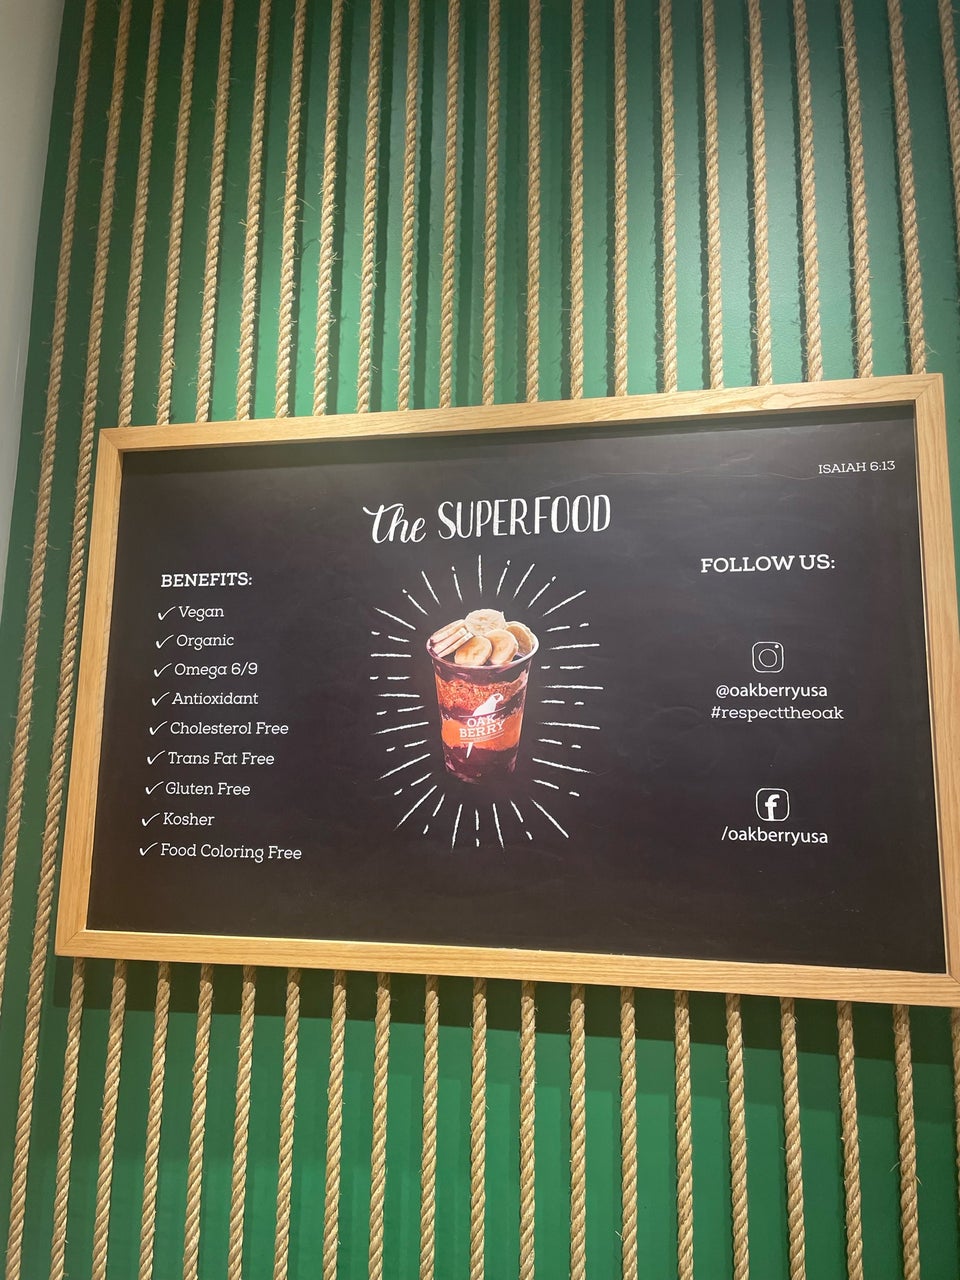 ISAIAH 6:13
The SUPERFOOD
BENEFITS:
Vegan
Organic
Omega 6/9
Antioxidant
Cholesterol Free
Trans Fat Free
Gluten Free
Kosher
Food Coloring Free
OAK
BERRY
FOLLOW US:
@oakberryusa
#respecttheoak
/oakberryusa